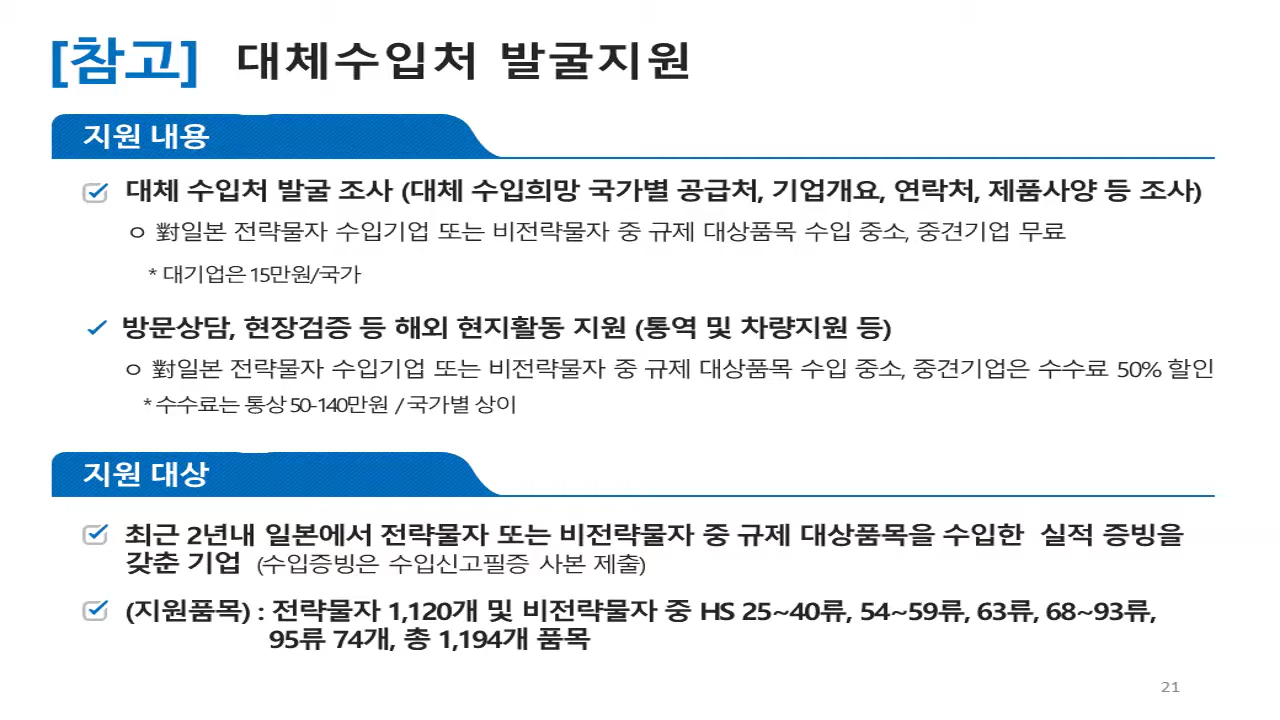 [참고] 대체수입처 발굴지원
지원 내용
대체 수입처 발굴 조사 (대체 수입희망 국가별 공급처, 기업개요, 연락처, 제품사양 등 조사)
ㅇ 對일본 전략물자 수입기업 또는 비전략물자 중 규제 대상품목 수입 중소, 중견기업 무료
* 대기업은 15만원/국가
방문상담, 현장검증 등 해외 현지활동 지원 (통역 및 차량지원 등)
ㅇ 對일본 전략물자 수입기업 또는 비전략물자 중 규제 대상품목 수입 중소, 중견기업은 수수료 50% 할인
* 수수료는 통상 50-140만원 / 국가별 상이
지원 대상
최근 2년내 일본에서 전략물자 또는 비전략물자 중 규제 대상품목을 수입한 실적 증빙을
갖춘 기업 (수입증빙은 수입신고필증 사본 제출)
(지원품목) : 전략물자 1,120개 및 비전략물자 중 HS 25~40류, 54~59류, 63류, 68~93류,
95류 74개, 총 1,194개 품목
21